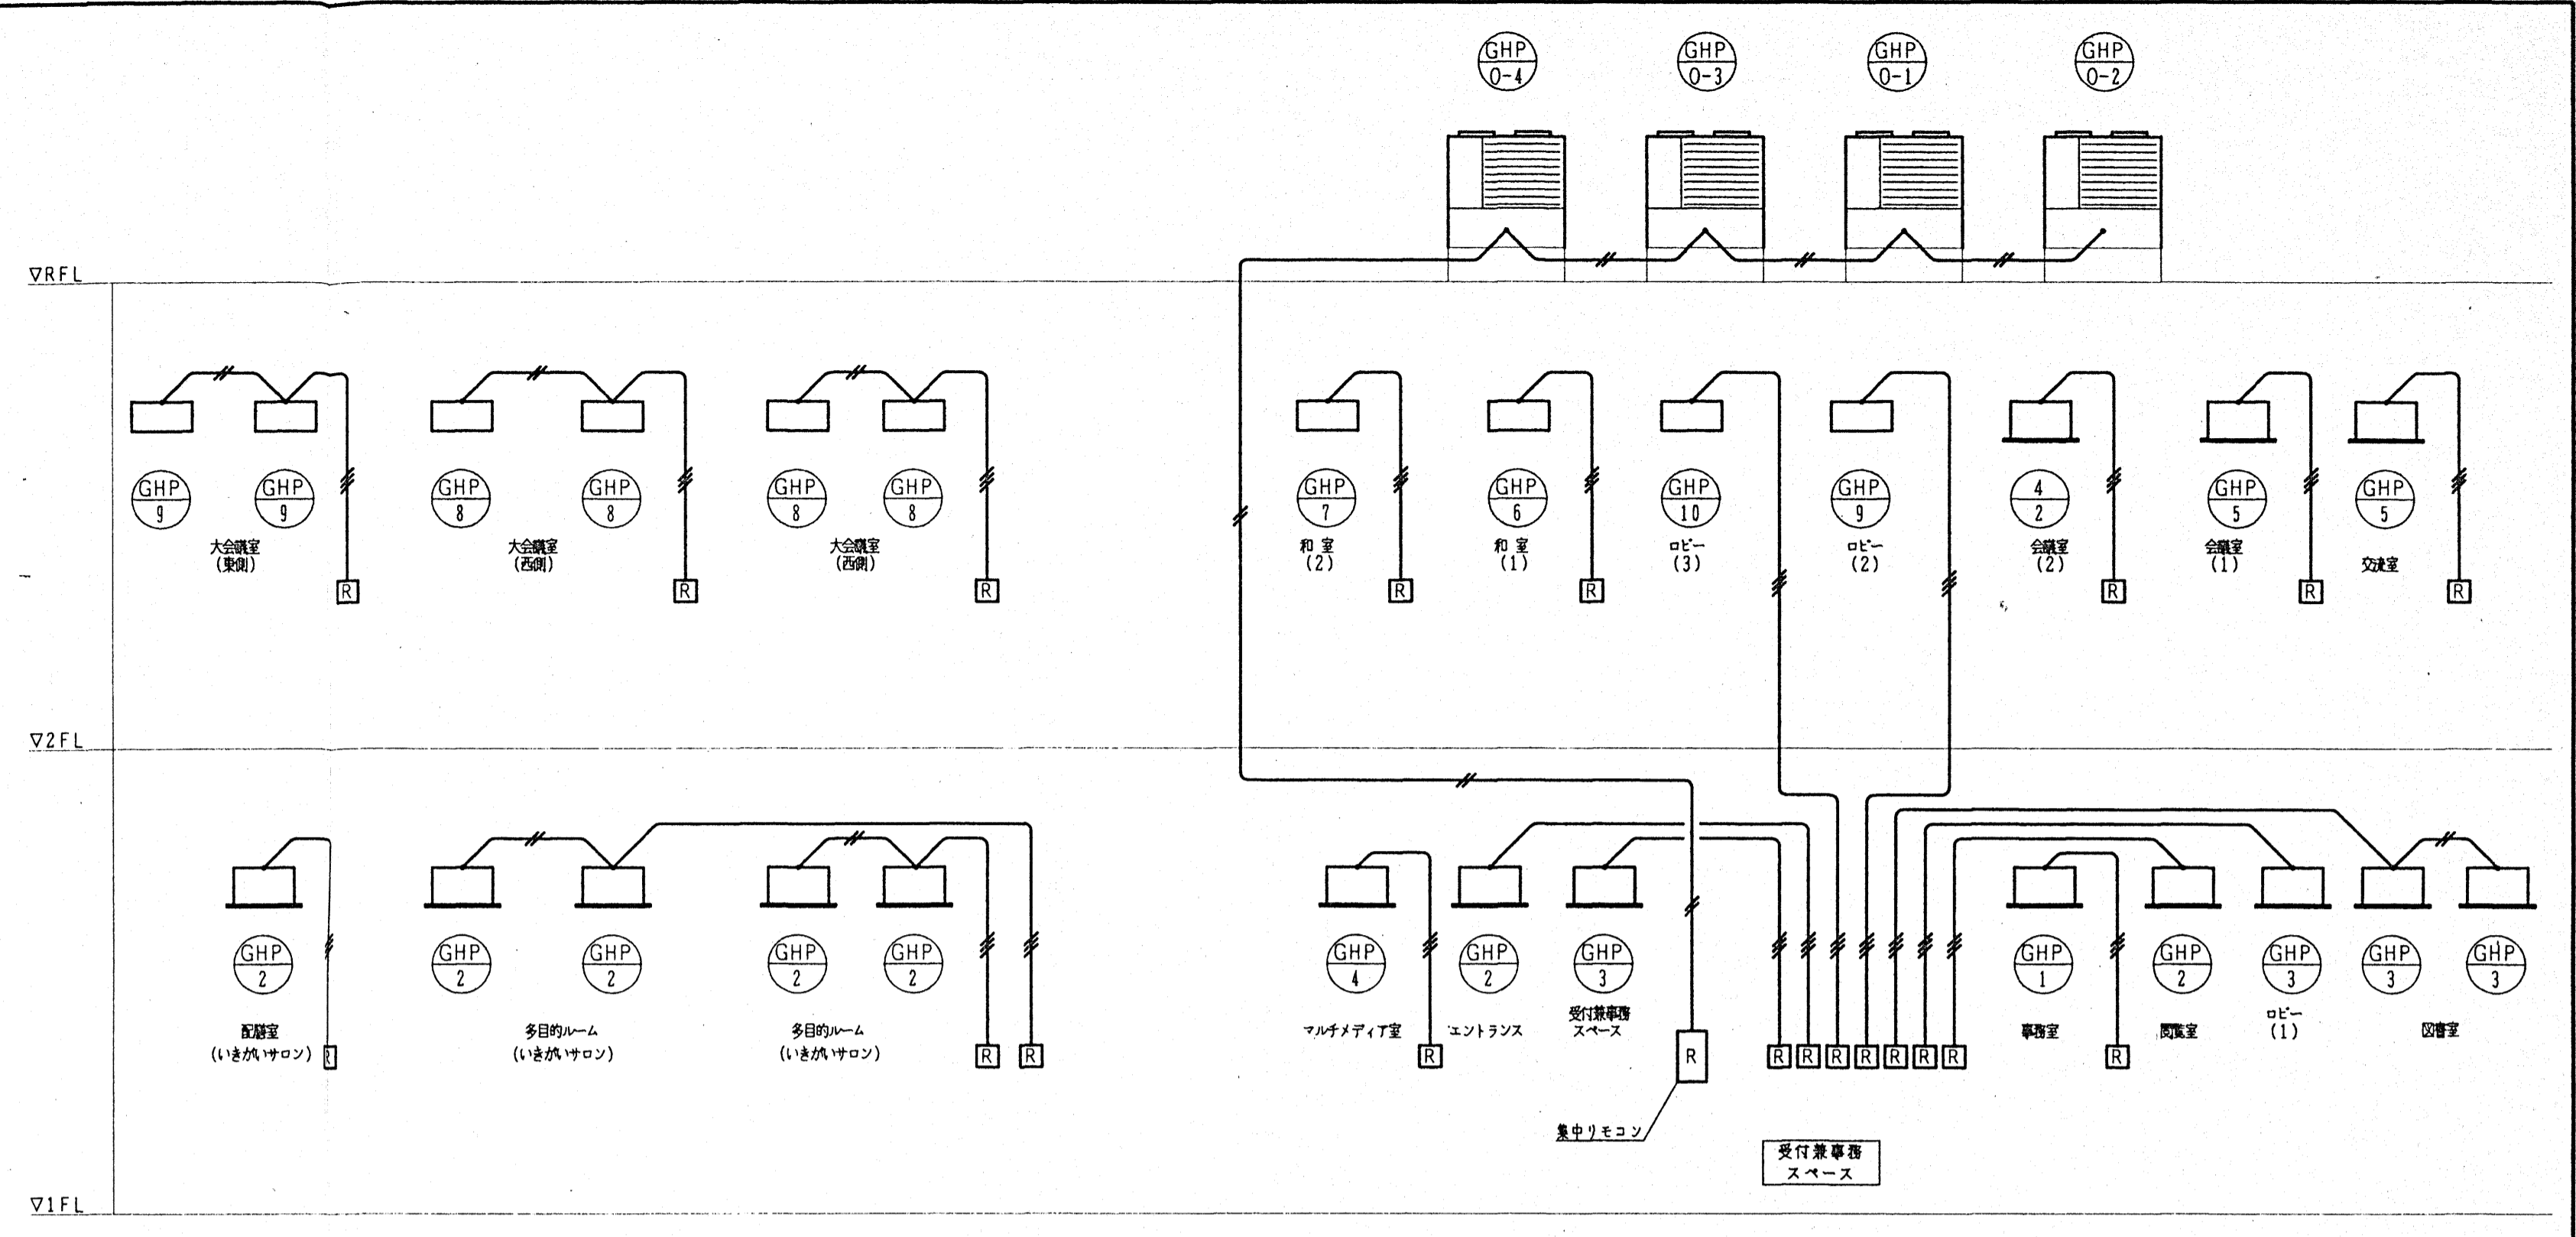 GHP
O-4
GHP
O-3
GHP
O-1
GHP
O-2
▽RFL
GHP
9
GHP
9
大会議室
(東側)
R
GHP
8
GHP
8
大会議室
(西側)
R
GHP
8
GHP
8
大会議室
(西側)
R
GHP
7
和室
(2)
R
GHP
6
和室
(1)
R
GHP
10
ロビー
(3)
GHP
9
ロビー
(2)
4
2
会議室
(2)
R
GHP
5
会議室
(1)
R
GHP
5
交流室
R
▽2FL
GHP
2
配膳室
(いきがいサロン)
R
GHP
2
GHP
2
多目的ルーム
(いきがいサロン)
GHP
2
GHP
2
多目的ルーム
(いきがいサロン)
R
R
GHP
4
マルチメディア室
R
GHP
2
エントランス
GHP
3
受付兼事務
スペース
R
集中リモコン
R
R
R
R
R
R
R
受付兼事務
スペース
GHP
1
事務室
R
GHP
2
閲覧室
GHP
3
ロビー
(1)
GHP
3
GHP
3
図書室
▽1FL